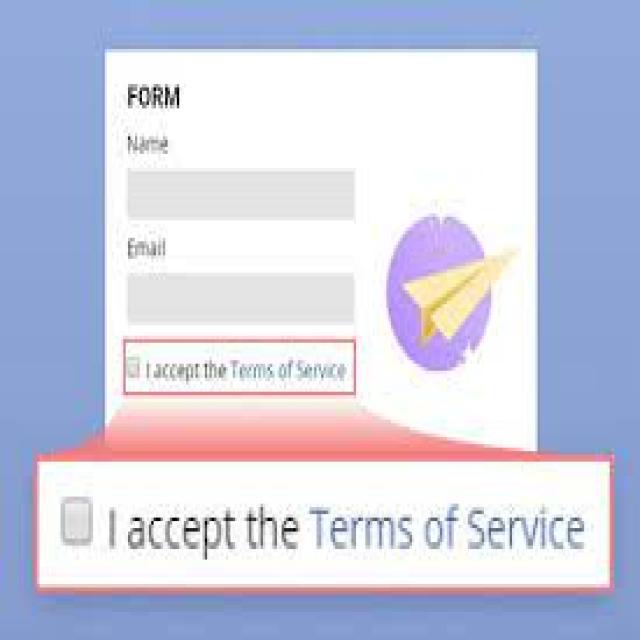 FORM
Name
Email
I accept the Terms of Service
I accept the Terms of Service